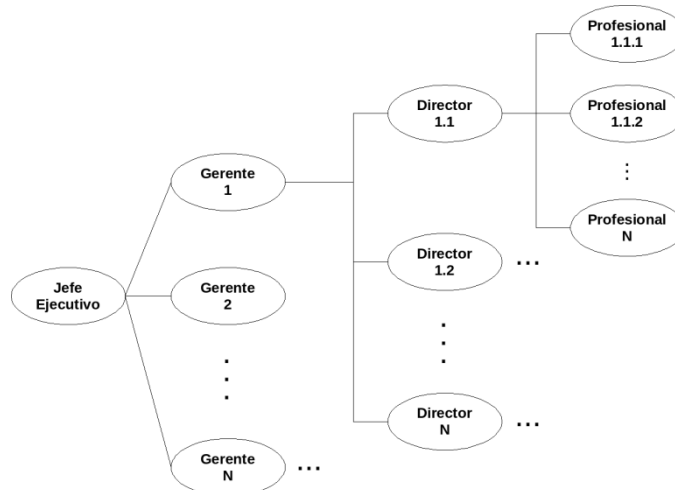 Profesional
1.1.1
Director
1.1
Profesional
1.1.2
⋮
Gerente
1
Profesional
N
Director
1.2
...
Jefe
Ejecutivo
Gerente
2
⋮
⋮
Director
N
...
Gerente
N
...